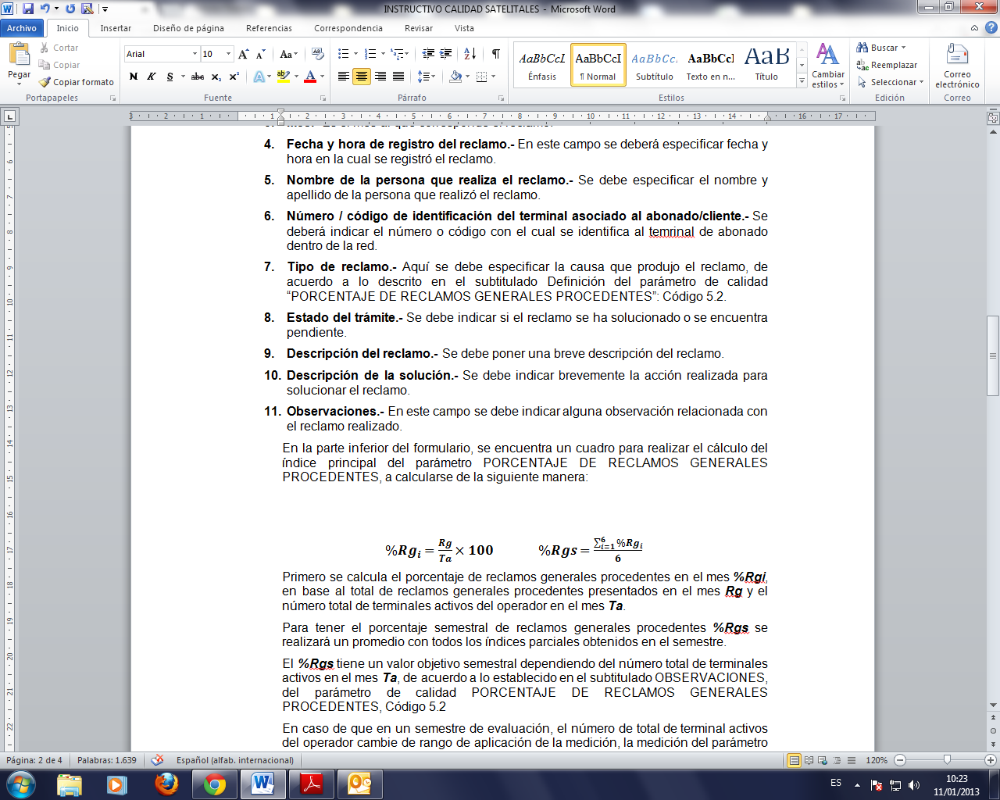 INSTRUCTIVO CALIDAD SATELITALES - Microsoft Word
Archivo Inicio Insertar Diseño de página Referencias Correspondencia Revisar Vista
Pegar
Cortar
Copiar
Copiar formato
Portapapeles
Arial 10
Fuente
Párrafo
AaBbCcI AaBbCcI AaBbCc. AaBbCcI AaB
Énfasis ¶ Normal Subtítulo Texto en n... Título
Cambiar estilos
Estilos
Buscar
Reemplazar
Seleccionar
Edición
Correo electrónico
Correo
4. Fecha y hora de registro del reclamo.- En este campo se deberá especificar fecha y
hora en la cual se registró el reclamo.
5. Nombre de la persona que realiza el reclamo.- Se debe especificar el nombre y
apellido de la persona que realizó el reclamo.
6. Número / código de identificación del terminal asociado al abonado/cliente.- Se
deberá indicar el número o código con el cual se identifica al temrinal de abonado
dentro de la red.
7. Tipo de reclamo.- Aquí se debe especificar la causa que produjo el reclamo, de
acuerdo a lo descrito en el subtitulado Definición del parámetro de calidad
“PORCENTAJE DE RECLAMOS GENERALES PROCEDENTES”: Código 5.2.
8. Estado del trámite.- Se debe indicar si el reclamo se ha solucionado o se encuentra
pendiente.
9. Descripción del reclamo.- Se debe poner una breve descripción del reclamo.
10. Descripción de la solución.- Se debe indicar brevemente la acción realizada para
solucionar el reclamo.
11. Observaciones.- En este campo se debe indicar alguna observación relacionada con
el reclamo realizado.
En la parte inferior del formulario, se encuentra un cuadro para realizar el cálculo del
índice principal del parámetro PORCENTAJE DE RECLAMOS GENERALES
PROCEDENTES, a calcularse de la siguiente manera:
%Rg_i = Rg/Ta × 100 %Rgs = ∑_{i=1}^{6} %Rg_i / 6
Primero se calcula el porcentaje de reclamos generales procedentes en el mes %Rgi,
en base al total de reclamos generales procedentes presentados en el mes Rg y el
número total de terminales activos del operador en el mes Ta.
Para tener el porcentaje semestral de reclamos generales procedentes %Rgs se
realizará un promedio con todos los índices parciales obtenidos en el semestre.
El %Rgs tiene un valor objetivo semestral dependiendo del número total de terminales
activos en el mes Ta, de acuerdo a lo establecido en el subtitulado OBSERVACIONES,
del parámetro de calidad PORCENTAJE DE RECLAMOS GENERALES
PROCEDENTES, Código 5.2
En caso de que en un semestre de evaluación, el número de total de terminal activos
del operador cambie de rango de aplicación de la medición, la medición del parámetro
Página: 2 de 4 Palabras: 1.639 Español (alfab. internacional) 120%
ES 10:23
11/01/2013